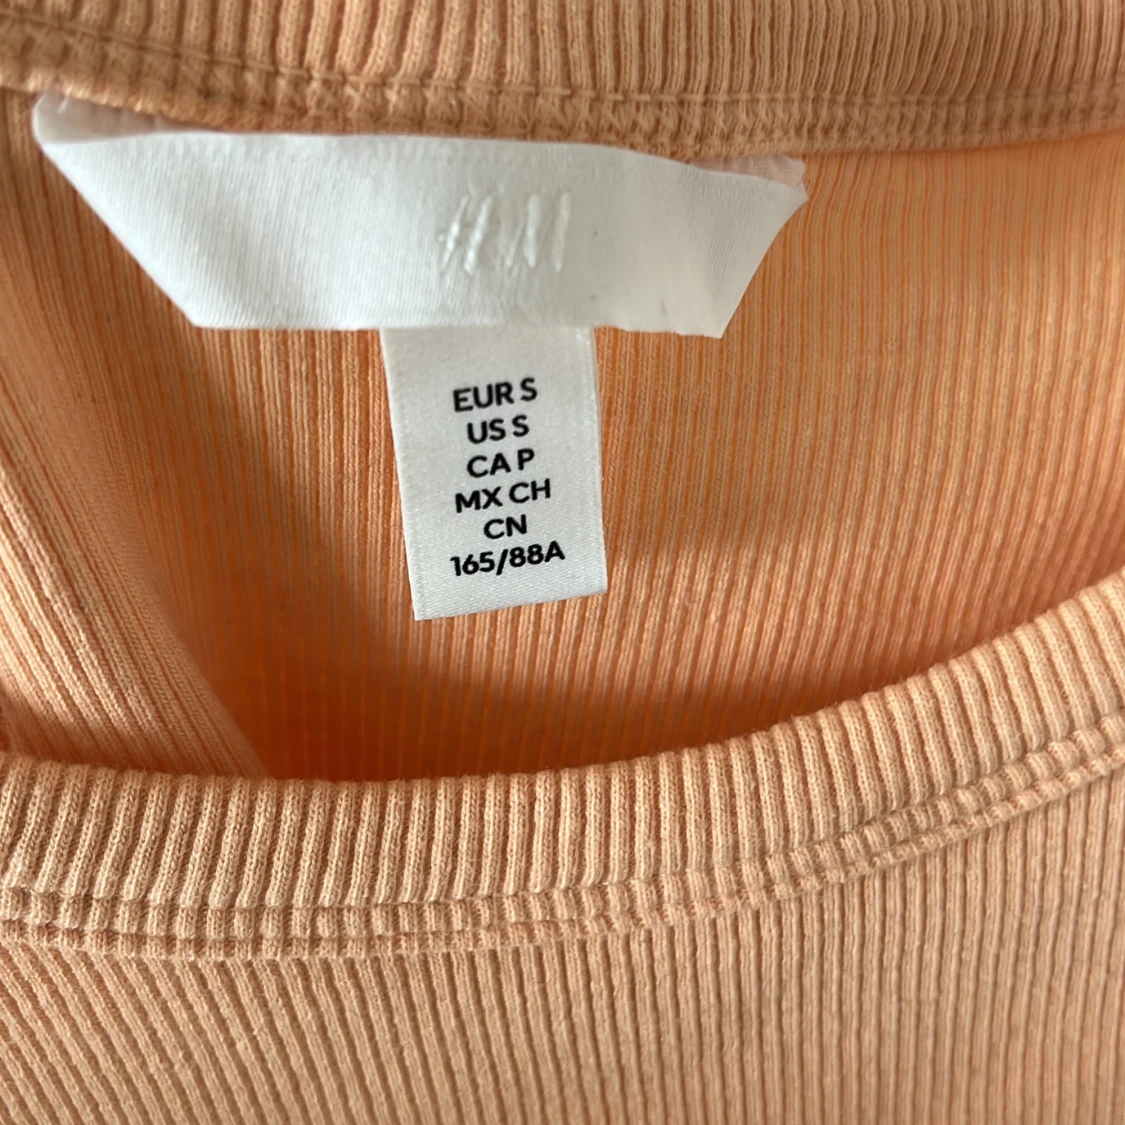 H&M
EUR S
US S
CA P
MX CH
CN
165/88A